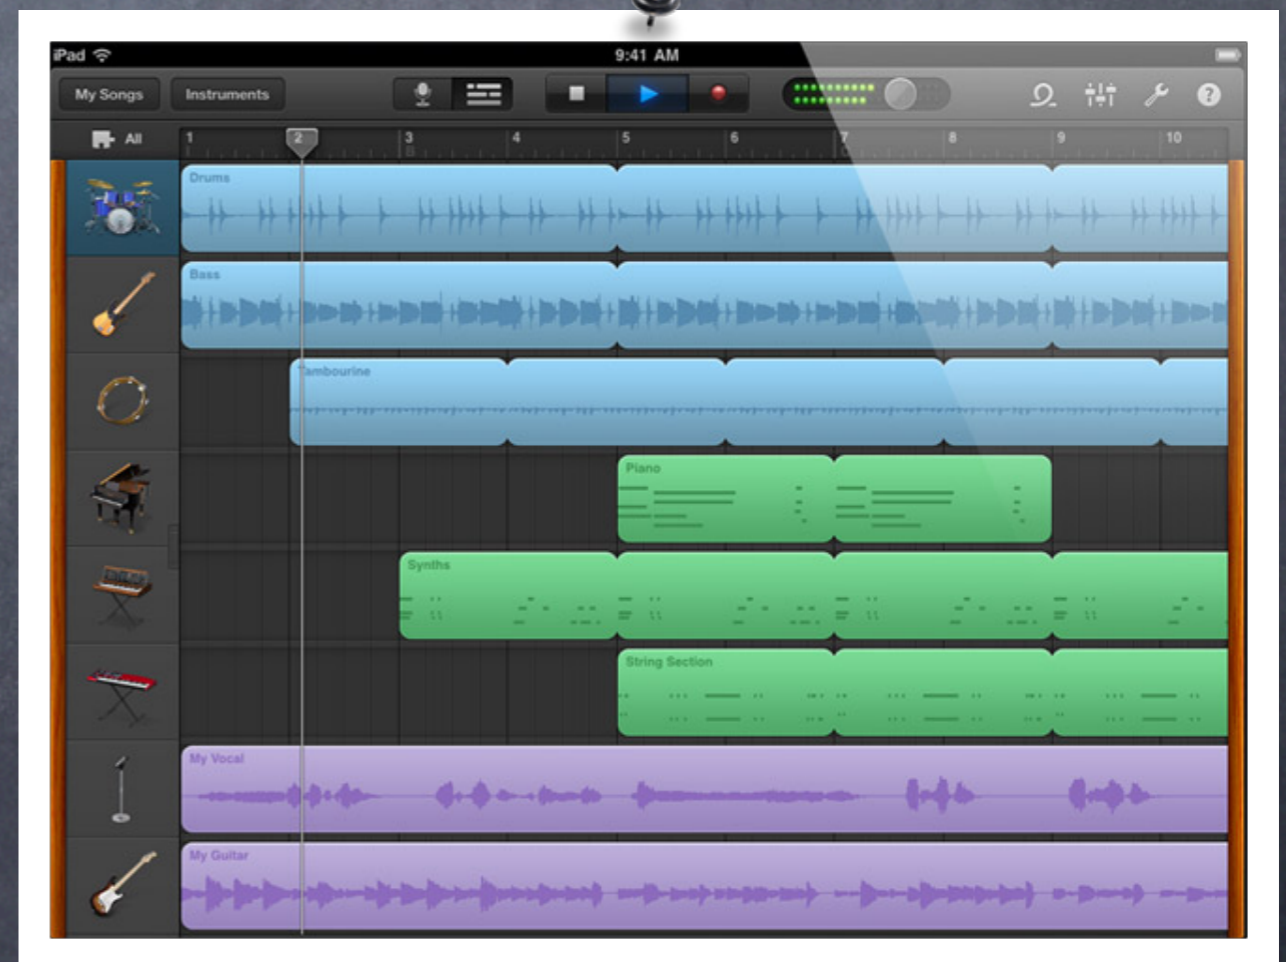 iPad 9:41 AM
My Songs Instruments ?
All 1 2 3 4 5 6 7 8 9 10
B
Drums
Bass
Tambourine
Piano
Synths
String Section
My Vocal
My Guitar